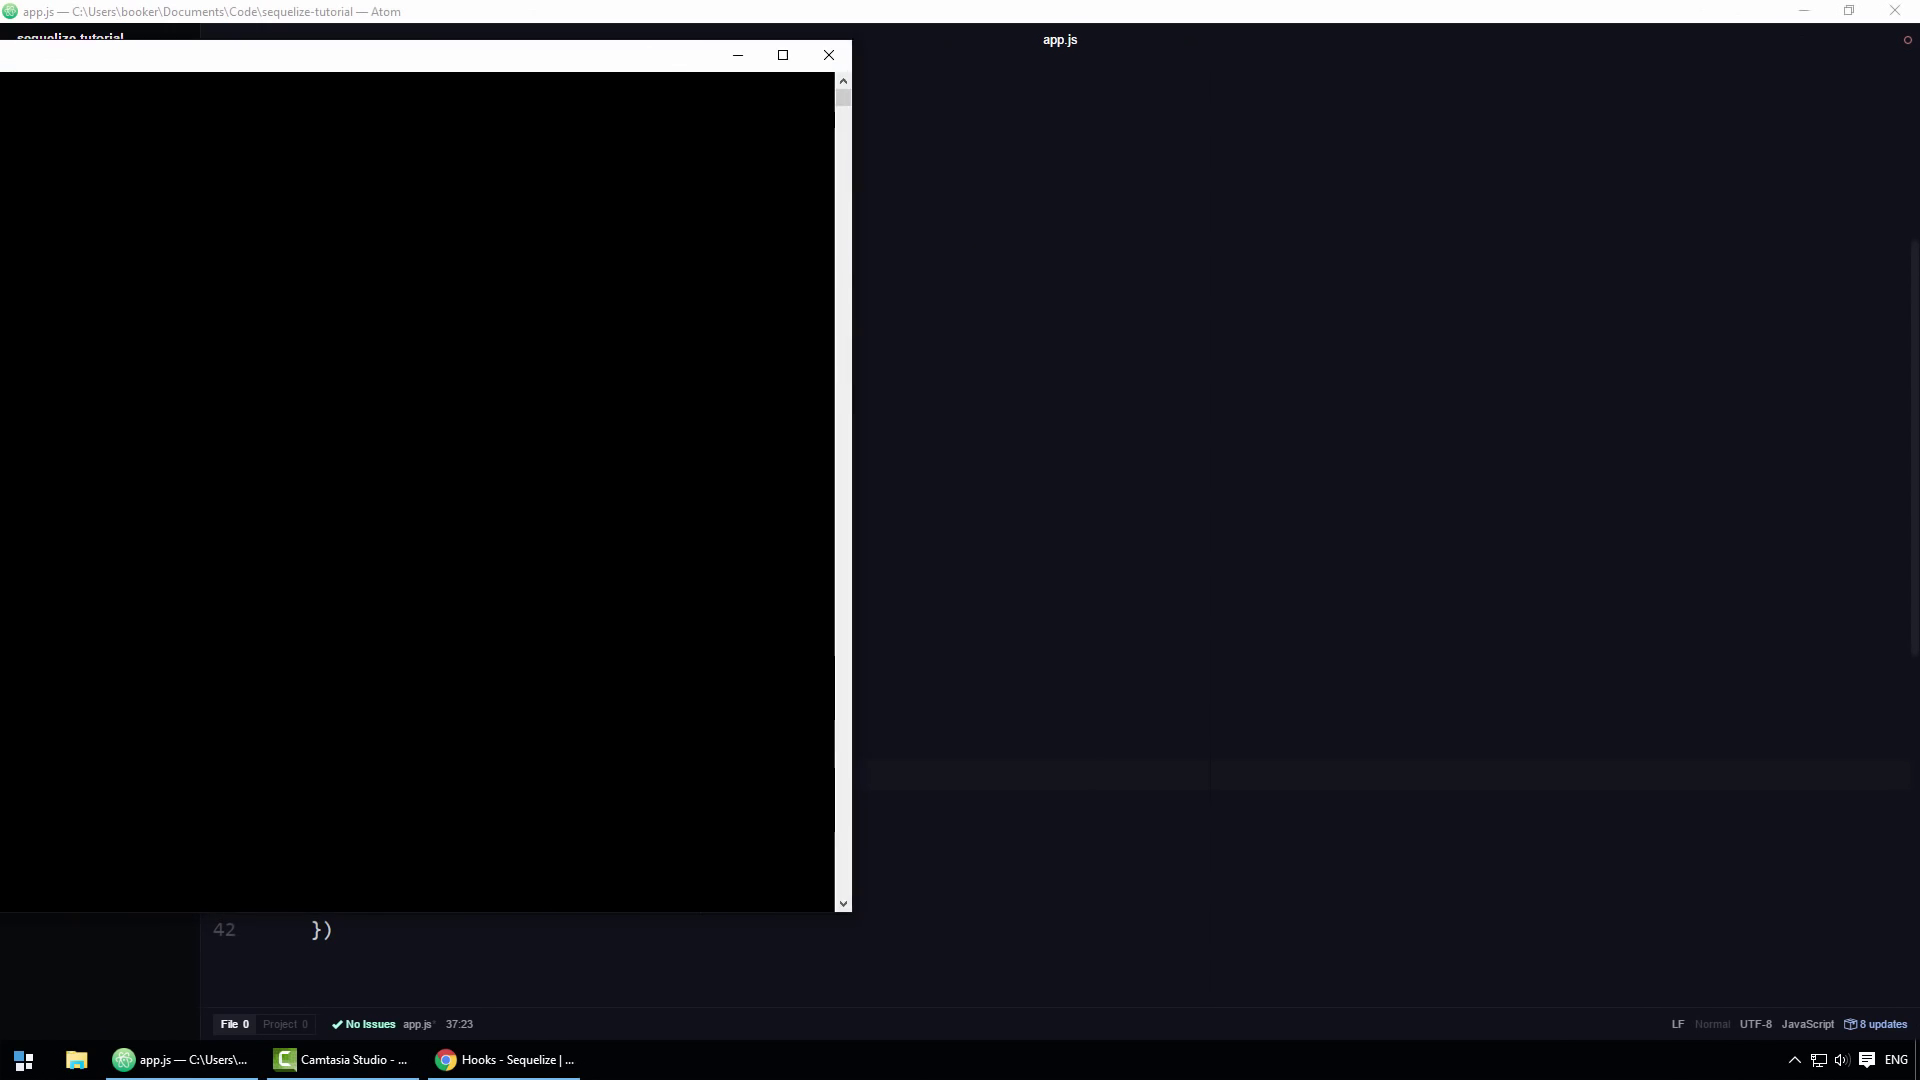 app.js — C:\Users\booker\Documents\Code\sequelize-tutorial — Atom
sequelize-tutorial
app.js
42 })
File 0 Project 0 No Issues app.js* 37:23 LF Normal UTF-8 JavaScript 8 updates
app.js — C:\Users\... Camtasia Studio - ... Hooks - Sequelize | ... ENG